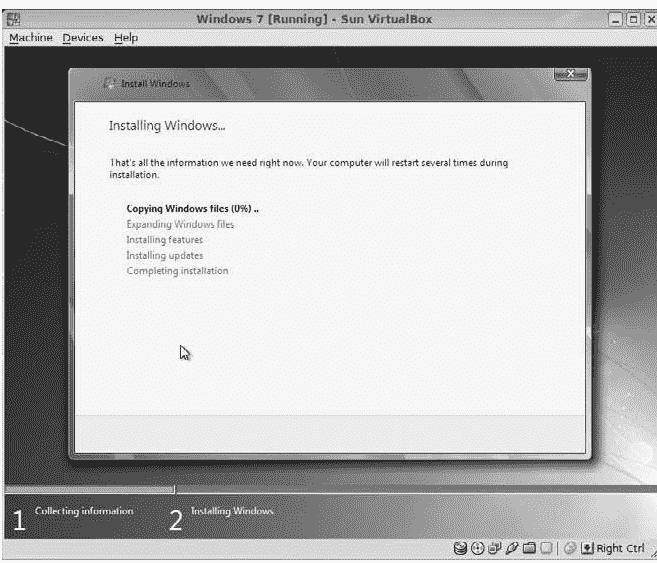 Windows 7 [Running] - Sun VirtualBox
Machine Devices Help
Install Windows
Installing Windows...
That's all the information we need right now. Your computer will restart several times during
installation.
Copying Windows files (0%) ..
Expanding Windows files
Installing features
Installing updates
Completing installation
1 Collecting information 2 Installing Windows
Right Ctrl